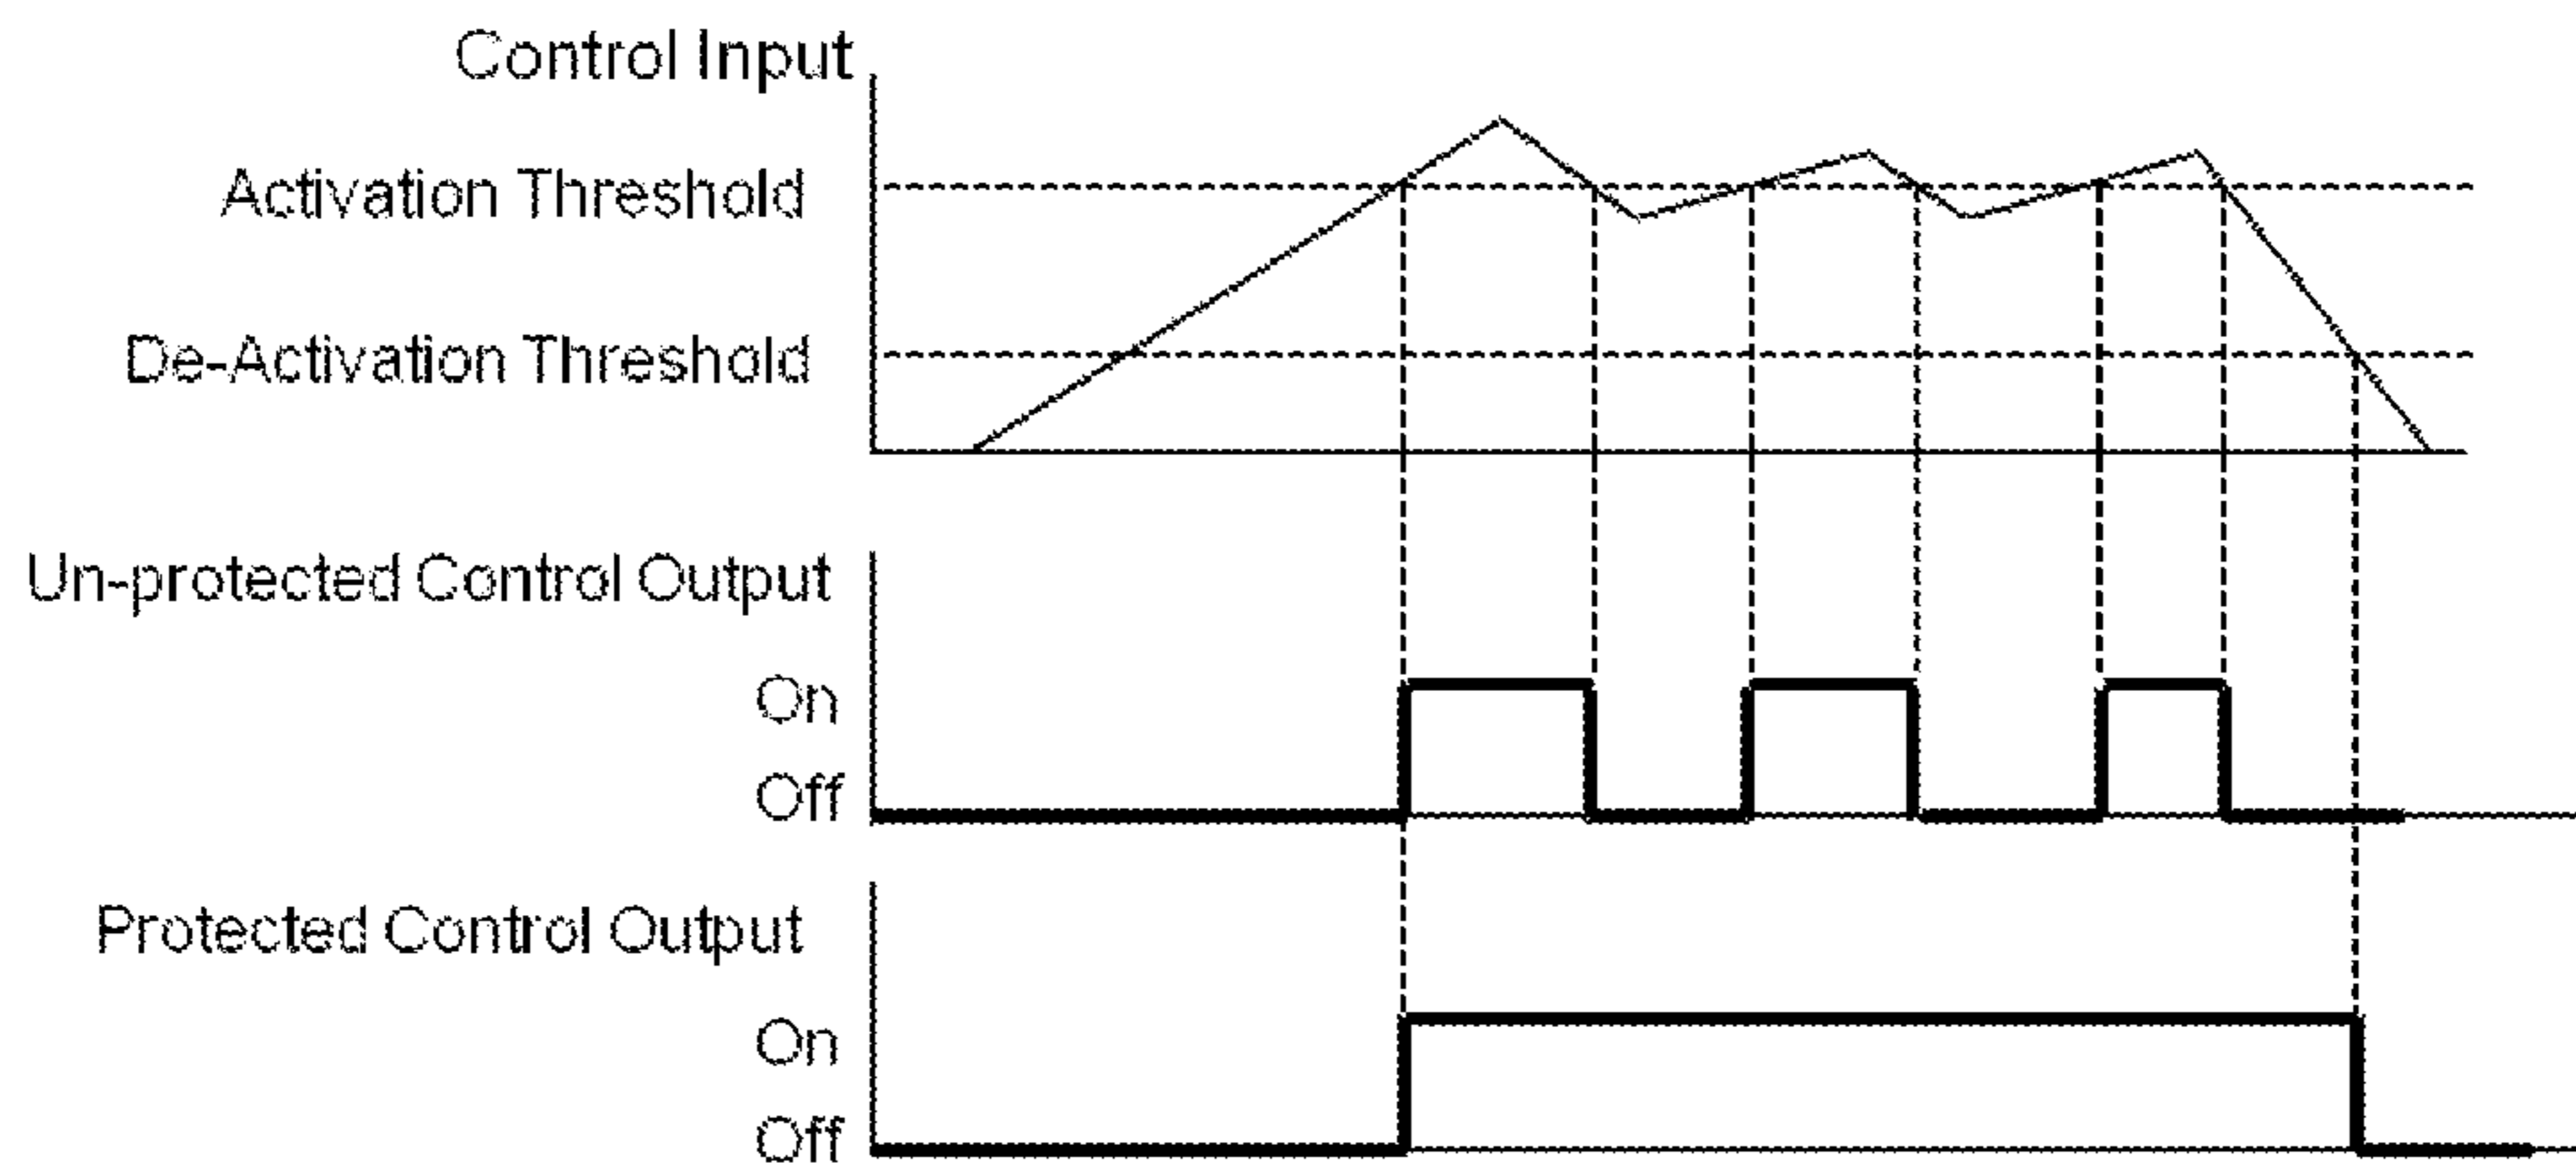 Control Input
Activation Threshold
De-Activation Threshold
Un-protected Control Output
On
Off
Protected Control Output
On
Off